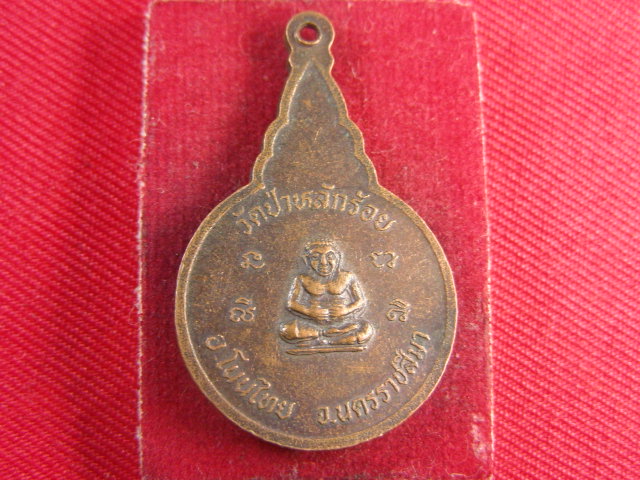 วัดป่าหลักร้อย
อ.โนนไทย จ.นครราชสีมา